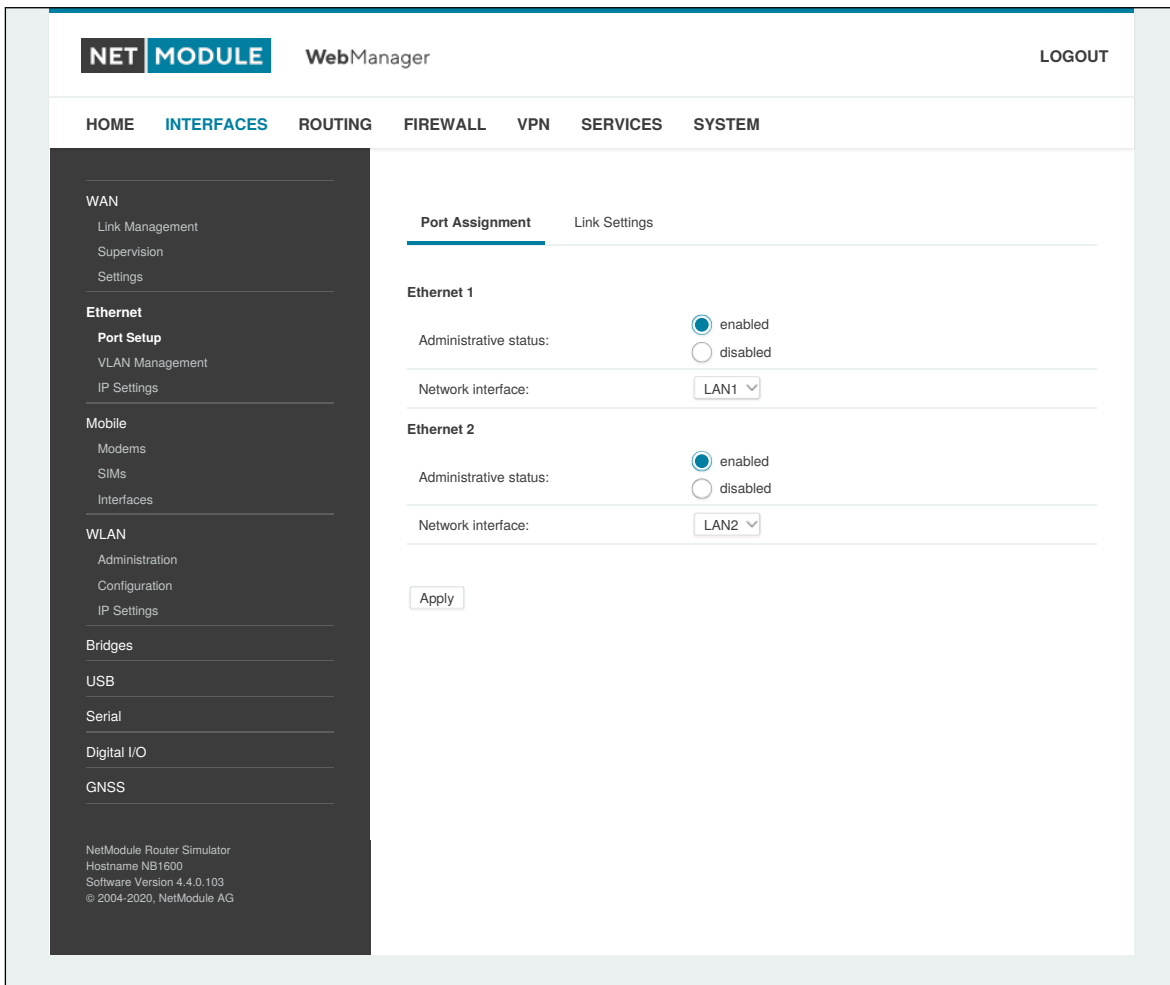 NET MODULE WebManager LOGOUT
HOME INTERFACES ROUTING FIREWALL VPN SERVICES SYSTEM
WAN
Link Management
Supervision
Settings
Ethernet
Port Setup
VLAN Management
IP Settings
Mobile
Modems
SIMs
Interfaces
WLAN
Administration
Configuration
IP Settings
Bridges
USB
Serial
Digital I/O
GNSS
NetModule Router Simulator
Hostname NB1600
Software Version 4.4.0.103
© 2004-2020, NetModule AG
Port Assignment Link Settings
Ethernet 1
Administrative status:
enabled
disabled
Network interface: LAN1
Ethernet 2
Administrative status:
enabled
disabled
Network interface: LAN2
Apply